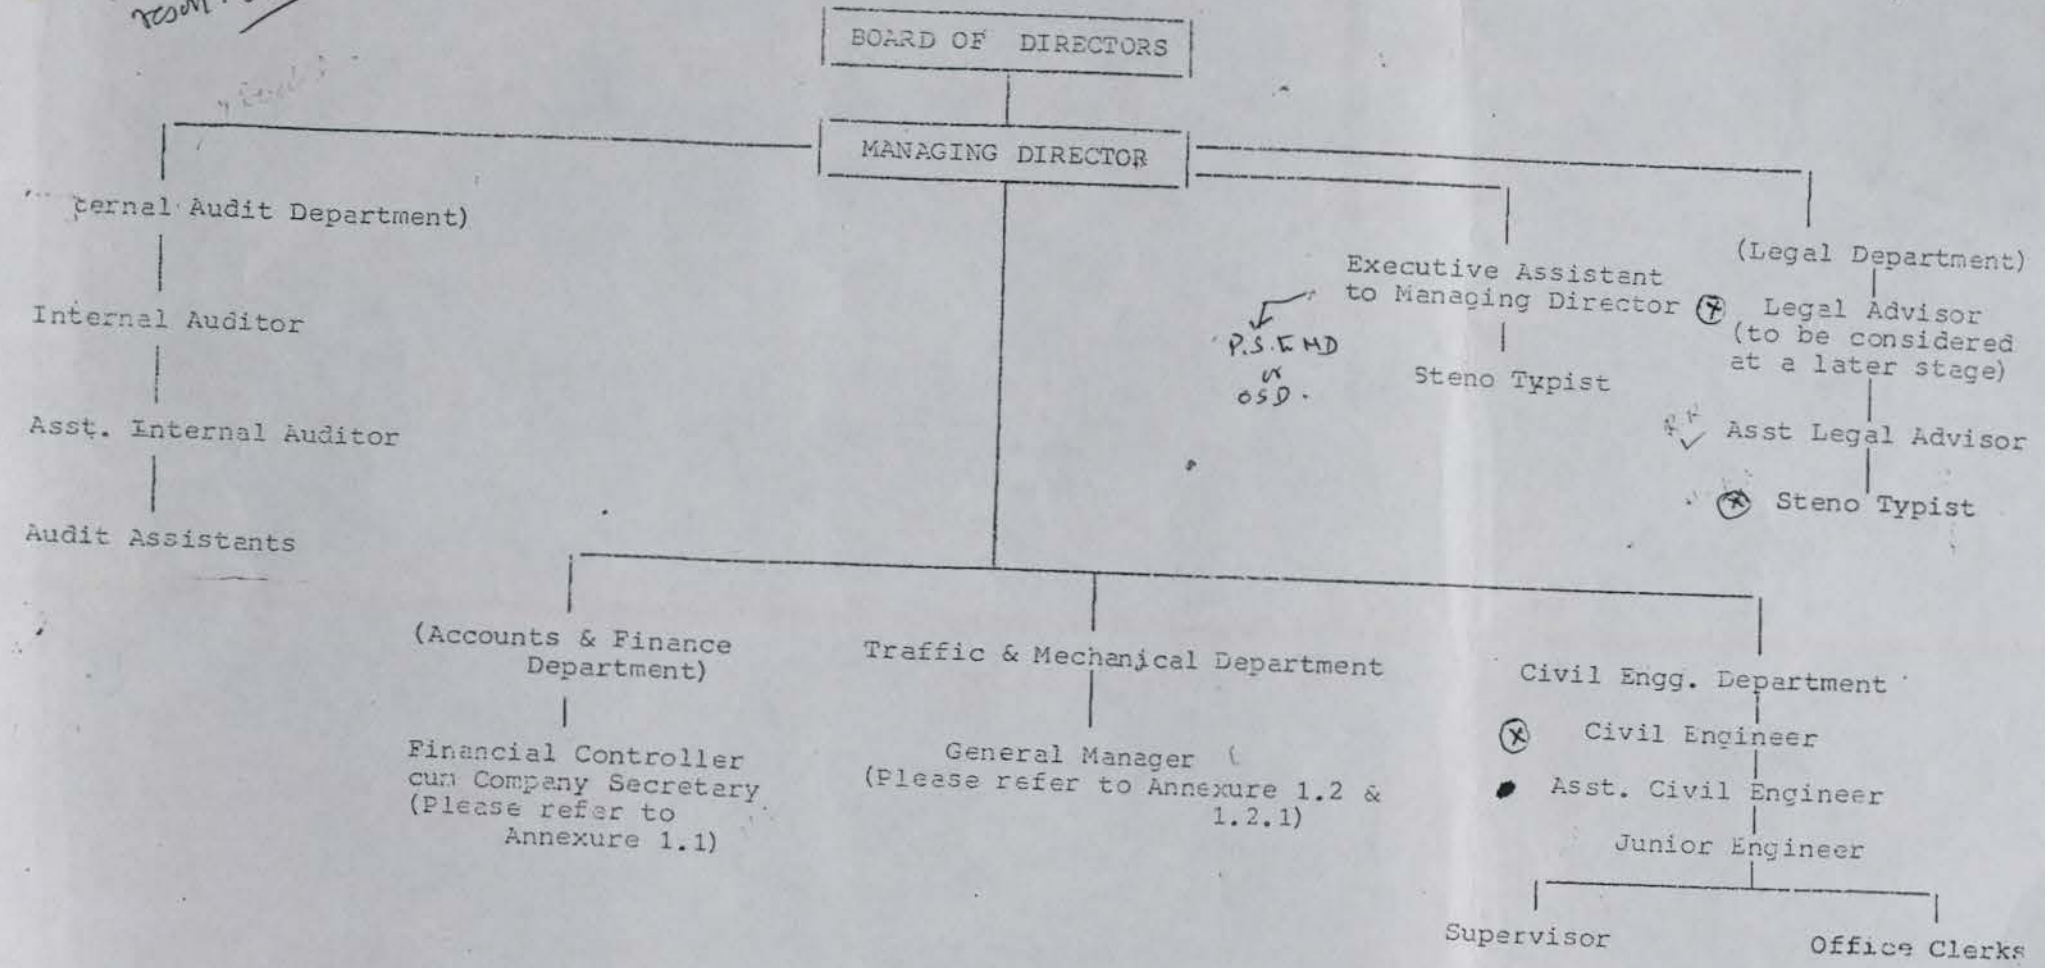 BOARD OF DIRECTORS
MANAGING DIRECTOR
ternal Audit Department)
Internal Auditor
Asst. Internal Auditor
Audit Assistants
Executive Assistant
to Managing Director
P.S. MD
or
OSD.
Steno Typist
(Legal Department)
Legal Advisor
(to be considered
at a later stage)
Asst Legal Advisor
Steno Typist
(Accounts & Finance
Department)
Financial Controller
cum Company Secretary
(Please refer to
Annexure 1.1)
Traffic & Mechanical Department
General Manager (
(Please refer to Annexure 1.2 &
1.2.1)
Civil Engg. Department
Civil Engineer
Asst. Civil Engineer
Junior Engineer
Supervisor
Office Clerks